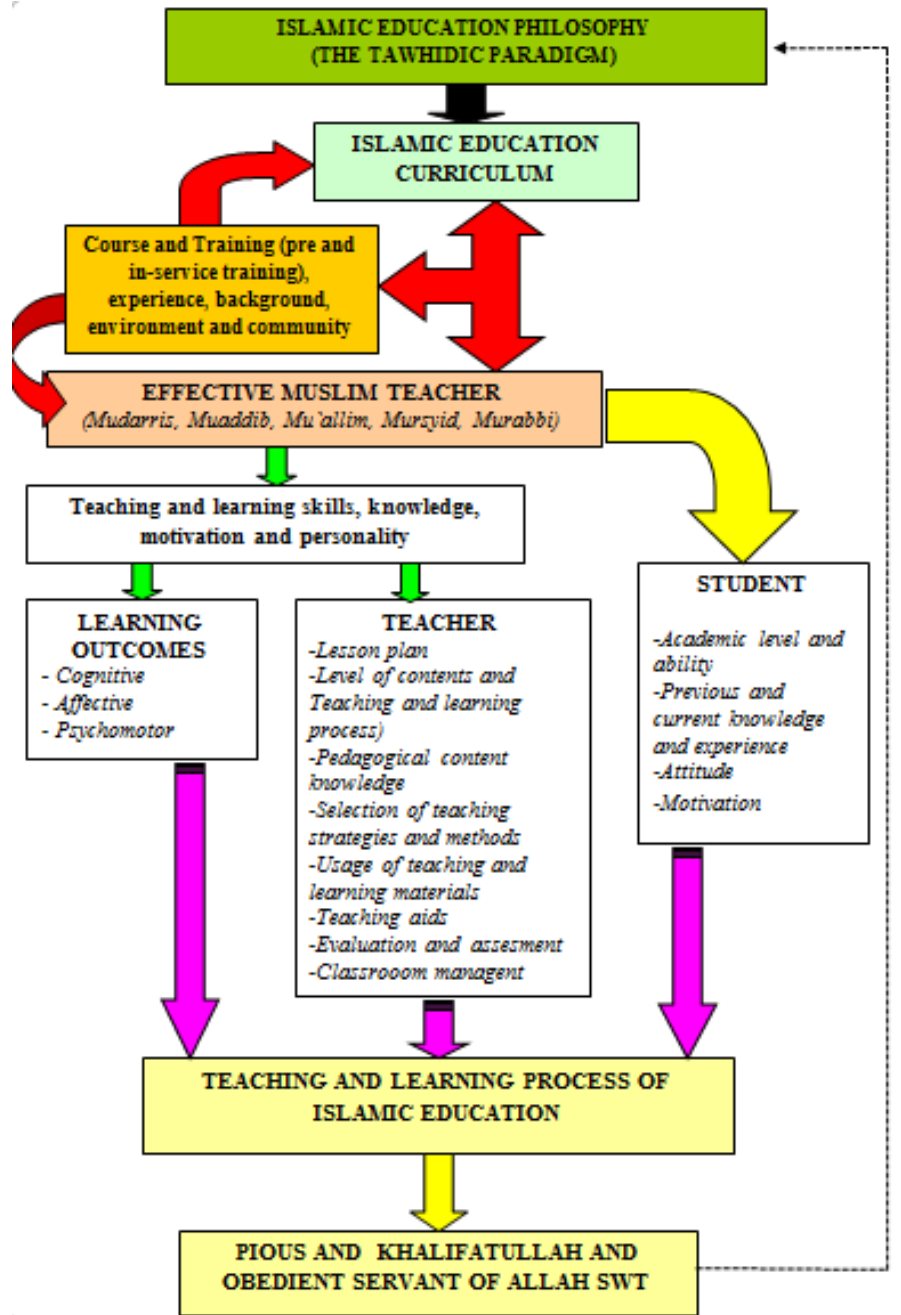 ISLAMIC EDUCATION PHILOSOPHY
(THE TAWHIDIC PARADIGM)
ISLAMIC EDUCATION
CURRICULUM
Course and Training (pre and
in-service training),
experience, background,
environment and community
EFFECTIVE MUSLIM TEACHER
(Mudarris, Muaddib, Mu`allim, Mursyid, Murabbi)
Teaching and learning skills, knowledge,
motivation and personality
LEARNING
OUTCOMES
- Cognitive
- Affective
- Psychomotor
TEACHER
-Lesson plan
-Level of contents and
Teaching and learning
process)
-Pedagogical content
knowledge
-Selection of teaching
strategies and methods
-Usage of teaching and
learning materials
-Teaching aids
-Evaluation and assesment
-Classrooom managent
STUDENT
-Academic level and
ability
-Previous and
current knowledge
and experience
-Attitude
-Motivation
TEACHING AND LEARNING PROCESS OF
ISLAMIC EDUCATION
PIOUS AND KHALIFATULLAH AND
OBEDIENT SERVANT OF ALLAH SWT